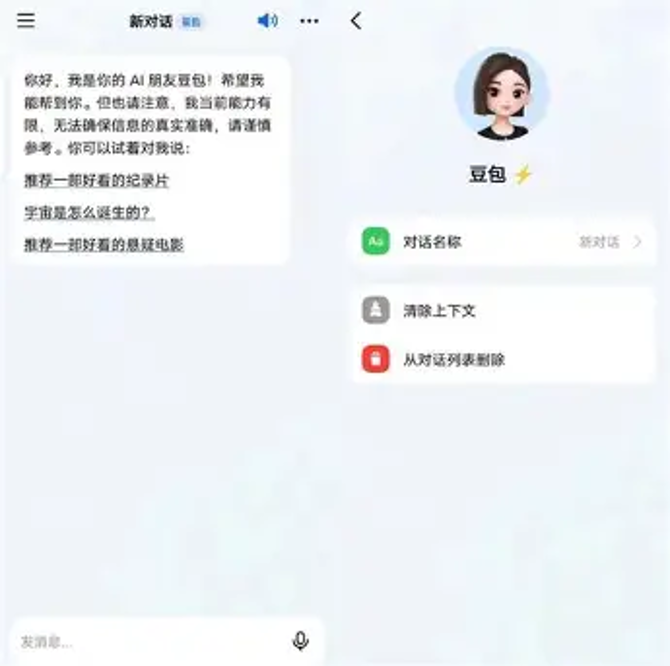 新对话
你好，我是你的 AI 朋友豆包！希望我
能帮到你。但也请注意，我当前能力有
限，无法确保信息的真实准确，请谨慎
参考。你可以试着对我说：
推荐一部好看的纪录片
宇宙是怎么诞生的？
推荐一部好看的悬疑电影
发消息...
豆包⚡
Aa 对话名称 新对话
清除上下文
从对话列表删除